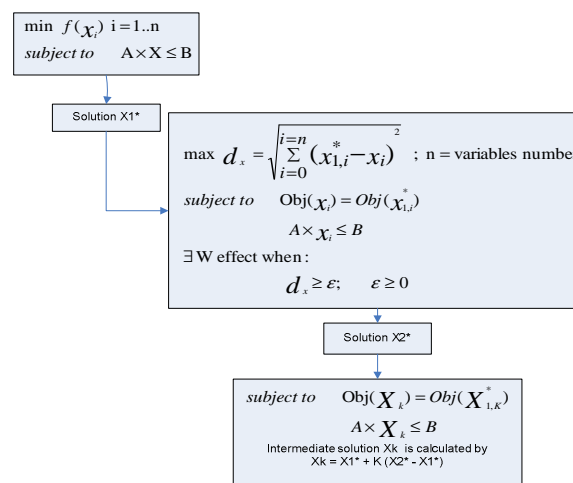 min f(x_i) i = 1..n
subject to A × X ≤ B
Solution X1*
max d_x = √(∑_{i=0}^{i=n} (x*_{1,i} − x_i)^2) ; n = variables number
subject to Obj(x_i) = Obj(x*_{1,i})
A × x_i ≤ B
∃ W effect when :
d_x ≥ ε; ε ≥ 0
Solution X2*
subject to Obj(X_k) = Obj(X*_{1,K})
A × X_k ≤ B
Intermediate solution Xk is calculated by
Xk = X1* + K (X2* - X1*)